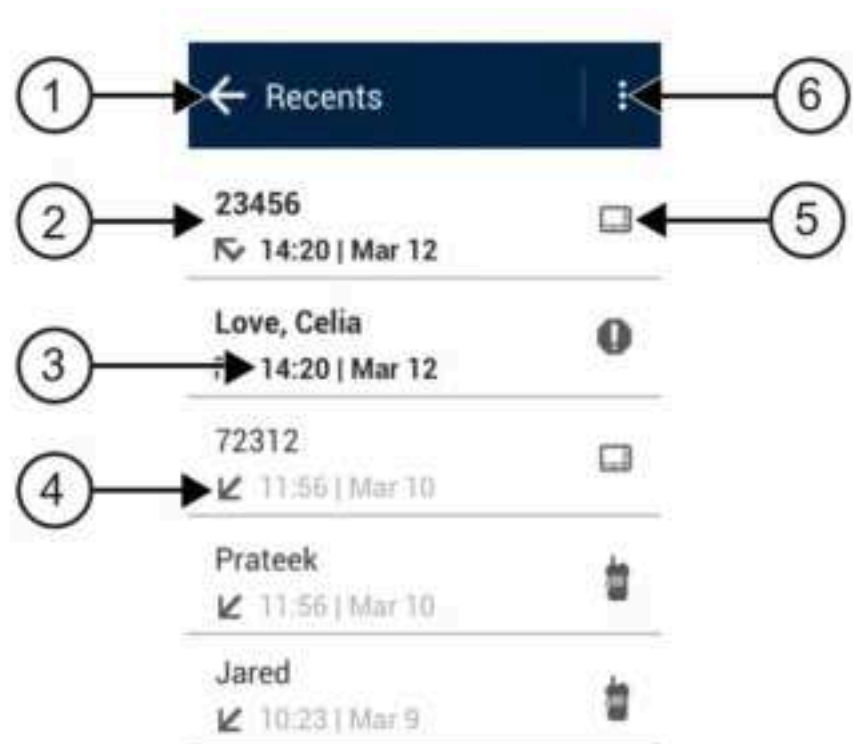 1
Recents
6
23456
2
5
14:20 | Mar 12
Love, Celia
3
14:20 | Mar 12
72312
4
11:56 | Mar 10
Prateek
11:56 | Mar 10
Jared
10:23 | Mar 9